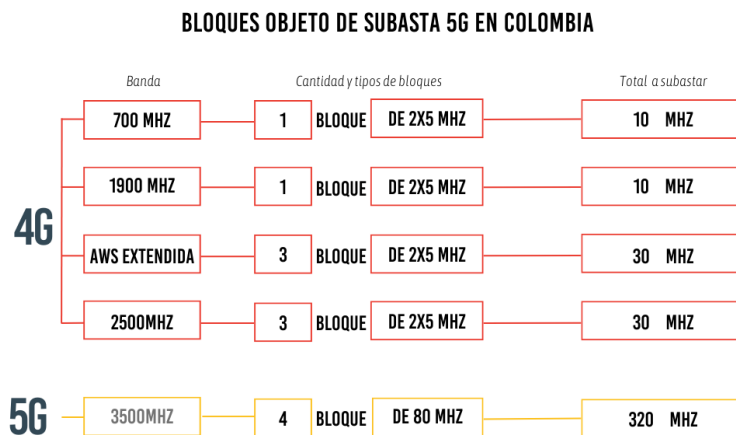 BLOQUES OBJETO DE SUBASTA 5G EN COLOMBIA
Banda Cantidad y tipos de bloques Total a subastar
700 MHZ 1 BLOQUE DE 2X5 MHZ 10 MHZ
1900 MHZ 1 BLOQUE DE 2X5 MHZ 10 MHZ
4G
AWS EXTENDIDA 3 BLOQUE DE 2X5 MHZ 30 MHZ
2500MHZ 3 BLOQUE DE 2X5 MHZ 30 MHZ
5G 3500MHZ 4 BLOQUE DE 80 MHZ 320 MHZ